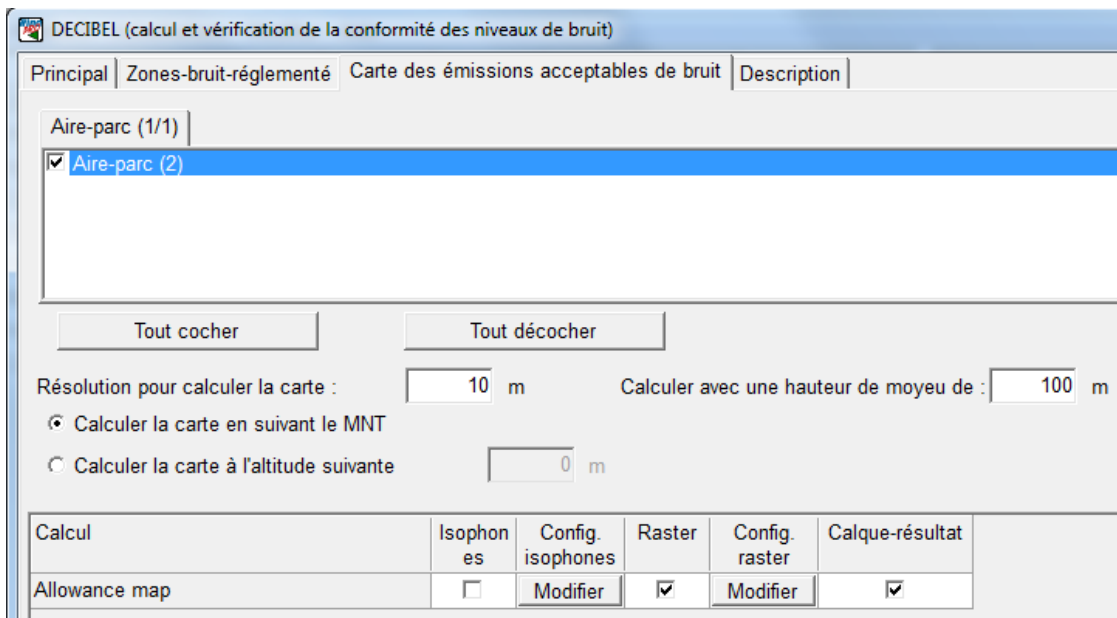 DECIBEL (calcul et vérification de la conformité des niveaux de bruit)
Principal Zones-bruit-réglementé Carte des émissions acceptables de bruit Description
Aire-parc (1/1)
Aire-parc (2)
Tout cocher Tout décocher
Résolution pour calculer la carte : 10 m Calculer avec une hauteur de moyeu de : 100 m
Calculer la carte en suivant le MNT
Calculer la carte à l'altitude suivante 0 m
Calcul Isophon Config. Raster Config. Calque-résultat
es isophones raster
Allowance map Modifier Modifier